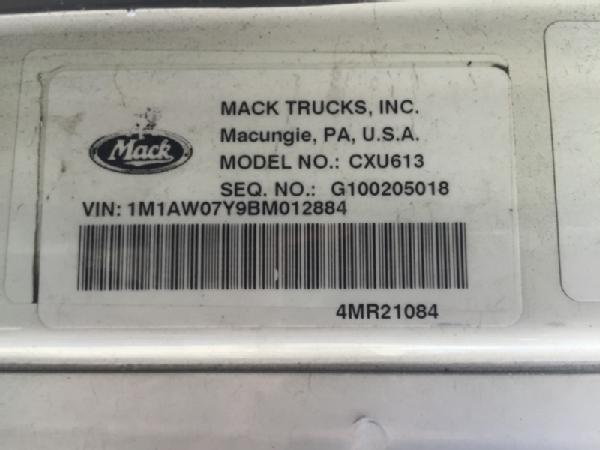 MACK TRUCKS, INC.
Mack
Macungie, PA, U.S.A.
MODEL NO.: CXU613
SEQ. NO.: G100205018
VIN: 1M1AW07Y9BM012884
4MR21084